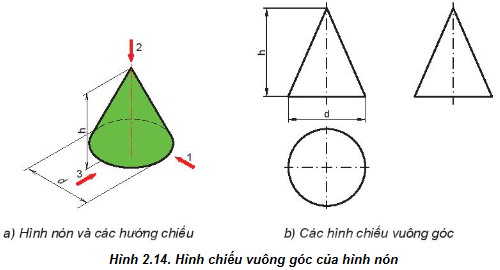 2
h
d
3
1
h
d
a) Hình nón và các hướng chiếu
b) Các hình chiếu vuông góc
Hình 2.14. Hình chiếu vuông góc của hình nón